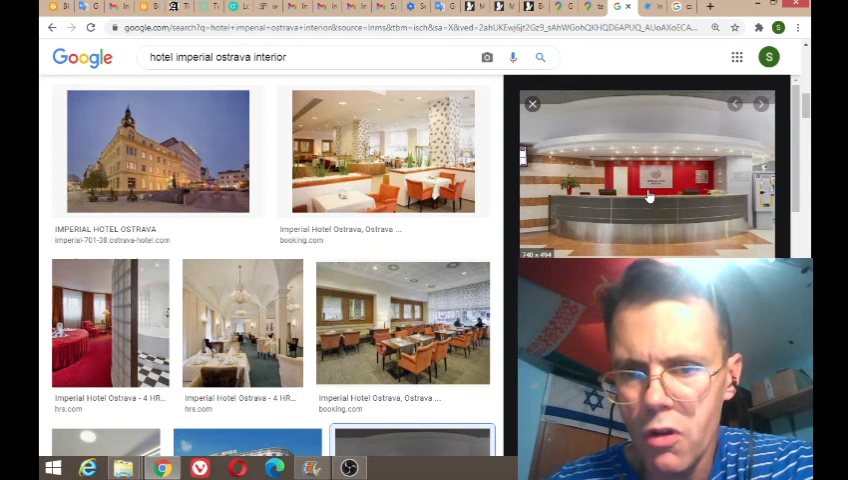 google.com/search?q=hotel+imperial+ostrava+interior&source=lnms&tbm=isch&sa=X&ved=
Google
hotel imperial ostrava interior
S
IMPERIAL HOTEL OSTRAVA
imperial-701-38.ostrava-hotel.com
Imperial Hotel Ostrava, Ostrava ...
booking.com
740 × 494
Imperial Hotel Ostrava - 4 HR...
hrs.com
Imperial Hotel Ostrava - 4 HR...
hrs.com
Imperial Hotel Ostrava, Ostrava ...
booking.com